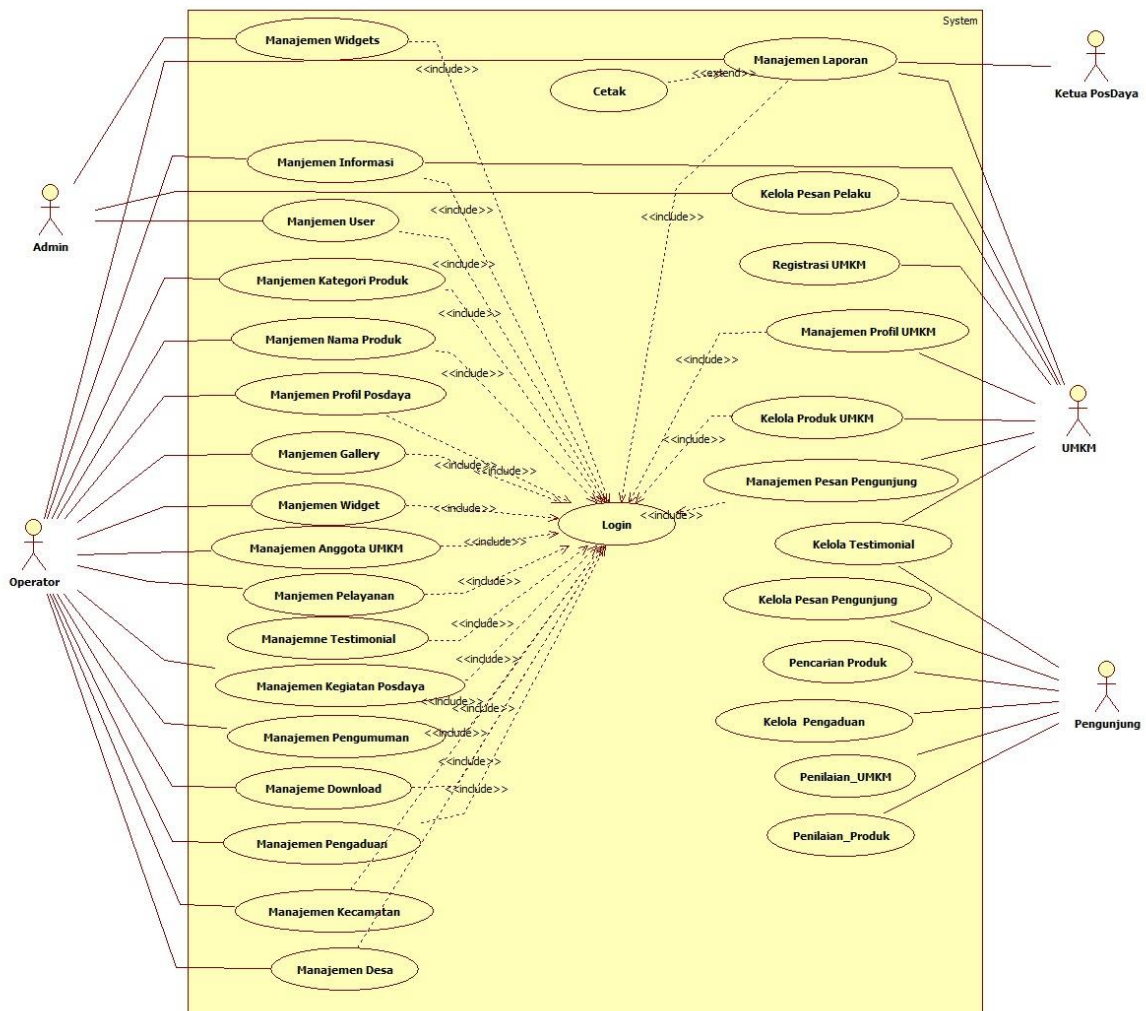 System
Manajemen Widgets
<<include>>
Manajemen Laporan
<<extend>>
Cetak
Ketua PosDaya
Manjemen Informasi
Kelola Pesan Pelaku
Admin
Manjemen User
<<include>>
<<include>>
Registrasi UMKM
<<include>>
Manjemen Kategori Produk
<<include>>
Manjemen Nama Produk
Manajemen Profil UMKM
<<include>>
<<include>>
Manjemen Profil Posdaya
Kelola Produk UMKM
<<include>>
UMKM
Manjemen Gallery
<<include>>
<<include>>
Manajemen Pesan Pengunjung
Manjemen Widget
<<include>>
Login
<<include>>
Kelola Testimonial
Manajemen Anggota UMKM
<<include>>
Operator
Manjemen Pelayanan
<<include>>
Kelola Pesan Pengunjung
Manajemne Testimonial
<<include>>
<<include>>
Pencarian Produk
Manajemen Kegiatan Posdaya
<<include>>
<<include>>
Pengunjung
Kelola Pengaduan
Manajemen Pengumuman
<<include>>
Manajeme Download
<<include>>
Penilaian_UMKM
Manajemen Pengaduan
Penilaian_Produk
Manajemen Kecamatan
Manajemen Desa